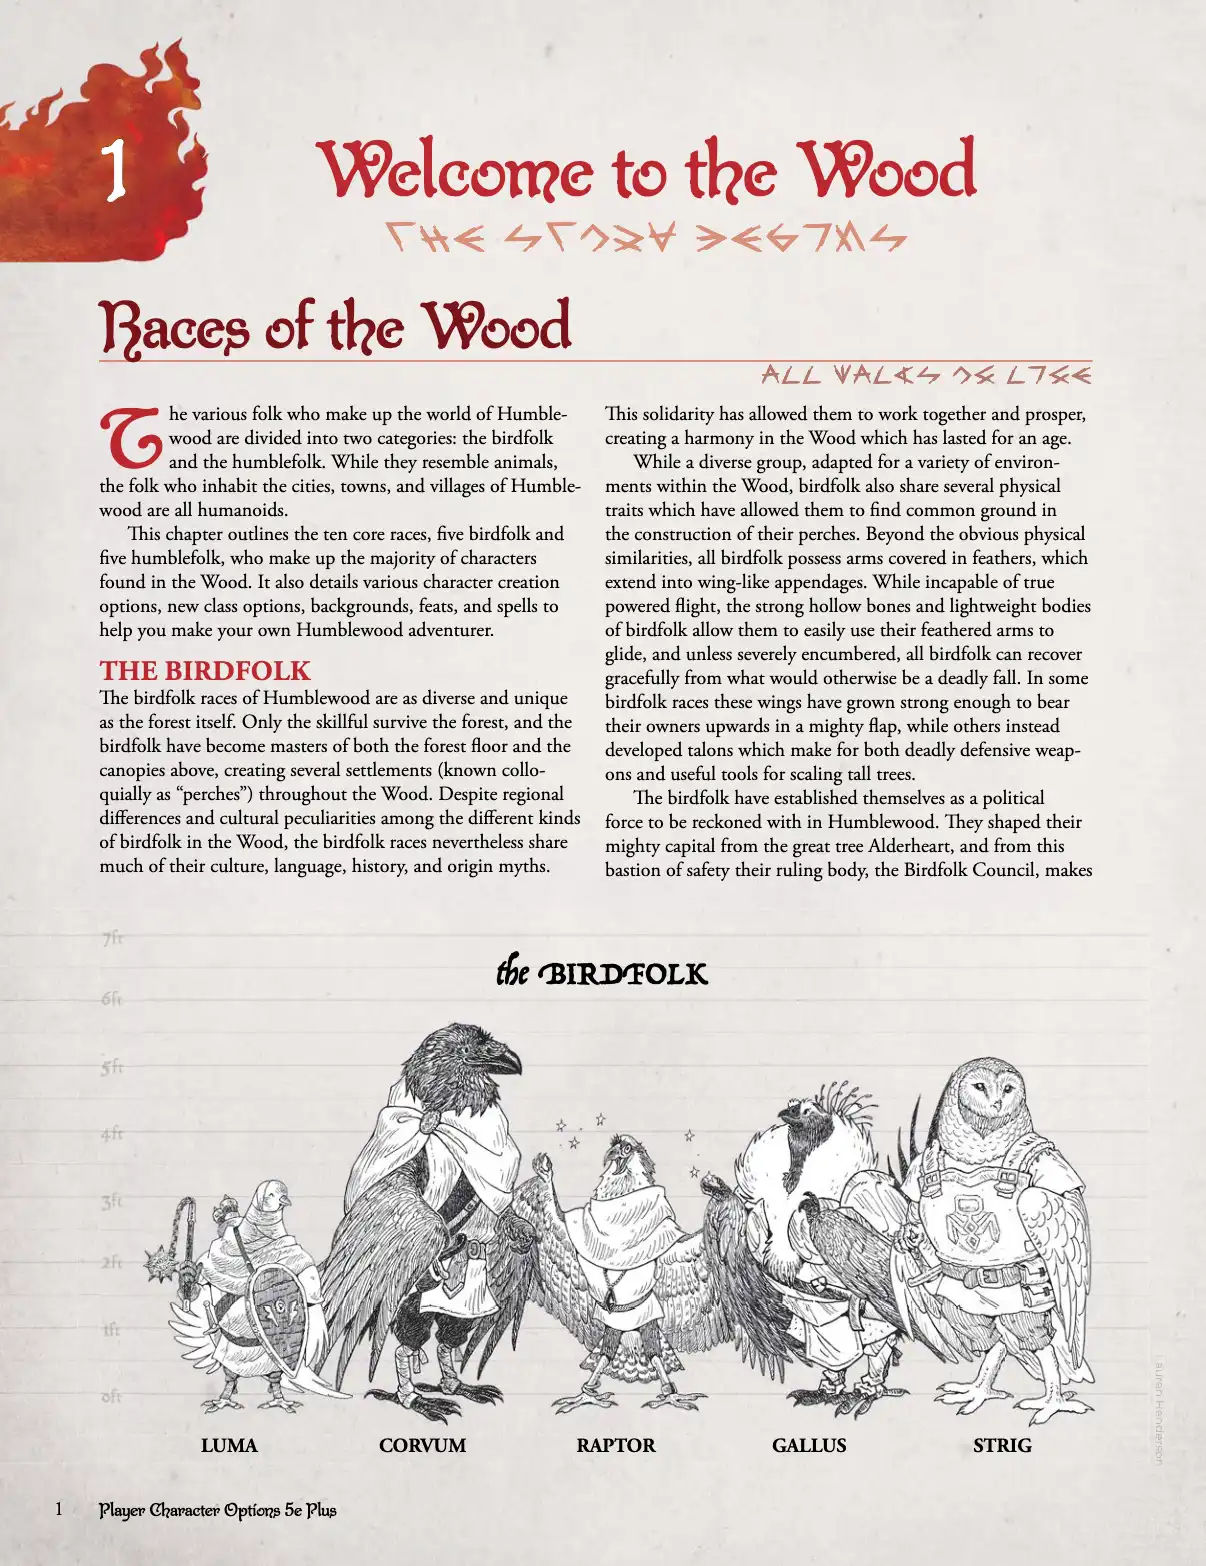 1
Welcome to the Wood
THE STORY BEGINS
Races of the Wood
ALL WALKS OF LIFE
The various folk who make up the world of Humble-
wood are divided into two categories: the birdfolk
and the humblefolk. While they resemble animals,
the folk who inhabit the cities, towns, and villages of Humble-
wood are all humanoids.
This chapter outlines the ten core races, five birdfolk and
five humblefolk, who make up the majority of characters
found in the Wood. It also details various character creation
options, new class options, backgrounds, feats, and spells to
help you make your own Humblewood adventurer.
THE BIRDFOLK
The birdfolk races of Humblewood are as diverse and unique
as the forest itself. Only the skillful survive the forest, and the
birdfolk have become masters of both the forest floor and the
canopies above, creating several settlements (known collo-
quially as “perches”) throughout the Wood. Despite regional
differences and cultural peculiarities among the different kinds
of birdfolk in the Wood, the birdfolk races nevertheless share
much of their culture, language, history, and origin myths.
This solidarity has allowed them to work together and prosper,
creating a harmony in the Wood which has lasted for an age.
While a diverse group, adapted for a variety of environ-
ments within the Wood, birdfolk also share several physical
traits which have allowed them to find common ground in
the construction of their perches. Beyond the obvious physical
similarities, all birdfolk possess arms covered in feathers, which
extend into wing-like appendages. While incapable of true
powered flight, the strong hollow bones and lightweight bodies
of birdfolk allow them to easily use their feathered arms to
glide, and unless severely encumbered, all birdfolk can recover
gracefully from what would otherwise be a deadly fall. In some
birdfolk races these wings have grown strong enough to bear
their owners upwards in a mighty flap, while others instead
developed talons which make for both deadly defensive weap-
ons and useful tools for scaling tall trees.
The birdfolk have established themselves as a political
force to be reckoned with in Humblewood. They shaped their
mighty capital from the great tree Alderheart, and from this
bastion of safety their ruling body, the Birdfolk Council, makes
the BIRDFOLK
7ft
6ft
5ft
4ft
3ft
2ft
1ft
0ft
LUMA
CORVUM
RAPTOR
GALLUS
STRIG
Lauren Henderson
1
Player Character Options 5e Plus